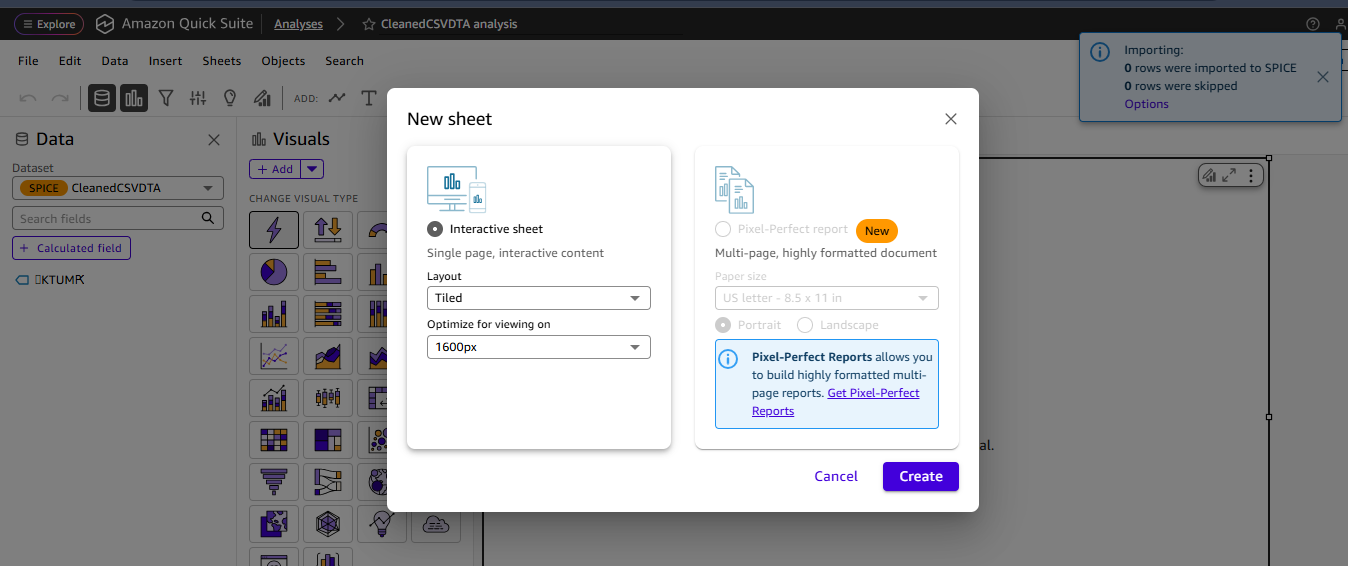 Explore
Amazon Quick Suite
Analyses
CleanedCSVDTA analysis
File Edit Data Insert Sheets Objects Search
ADD:
Importing:
0 rows were imported to SPICE
0 rows were skipped
Options
Data
Dataset
SPICE CleanedCSVDTA
Search fields
+ Calculated field
Visuals
+ Add
CHANGE VISUAL TYPE
New sheet
Interactive sheet
Single page, interactive content
Layout
Tiled
Optimize for viewing on
1600px
Pixel-Perfect report New
Multi-page, highly formatted document
Paper size
US letter - 8.5 x 11 in
Portrait Landscape
Pixel-Perfect Reports allows you
to build highly formatted multi-
page reports. Get Pixel-Perfect
Reports
al.
Cancel Create